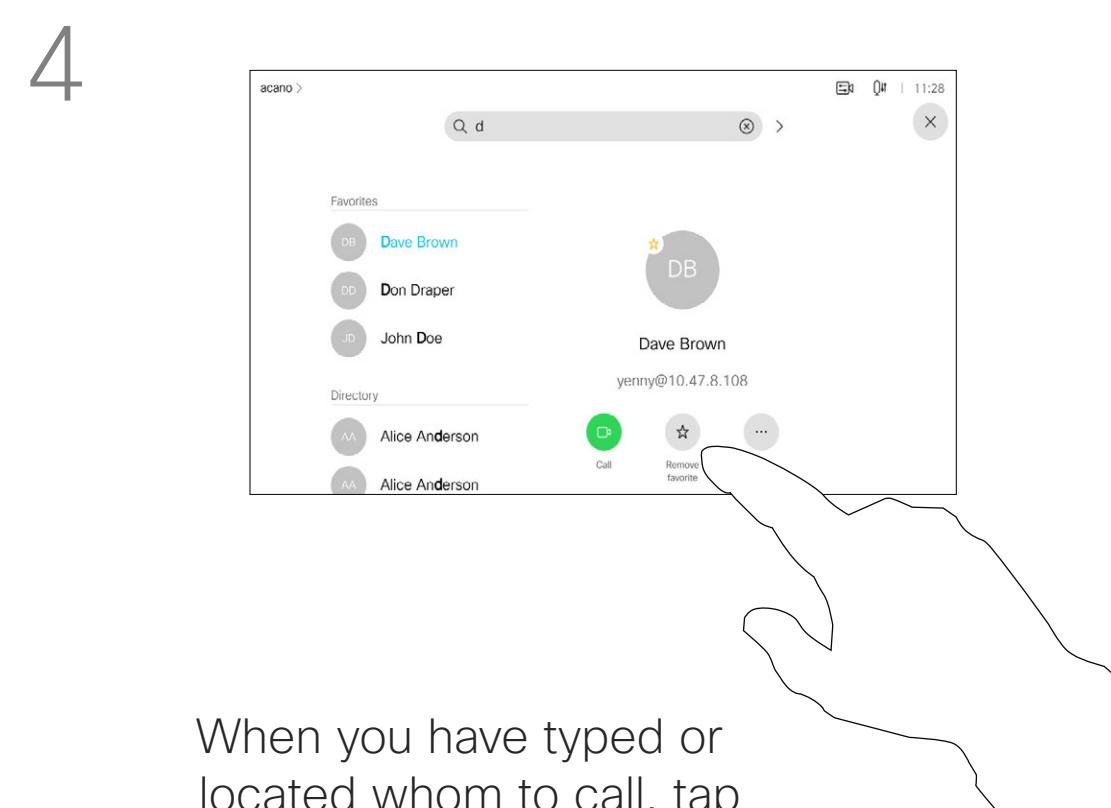 4
acano >
11:28
d
Favorites
DB Dave Brown
DD Don Draper
JD John Doe
Directory
AA Alice Anderson
AA Alice Anderson
DB
Dave Brown
yenny@10.47.8.108
Call
Remove
favorite
When you have typed or
located whom to call, tap